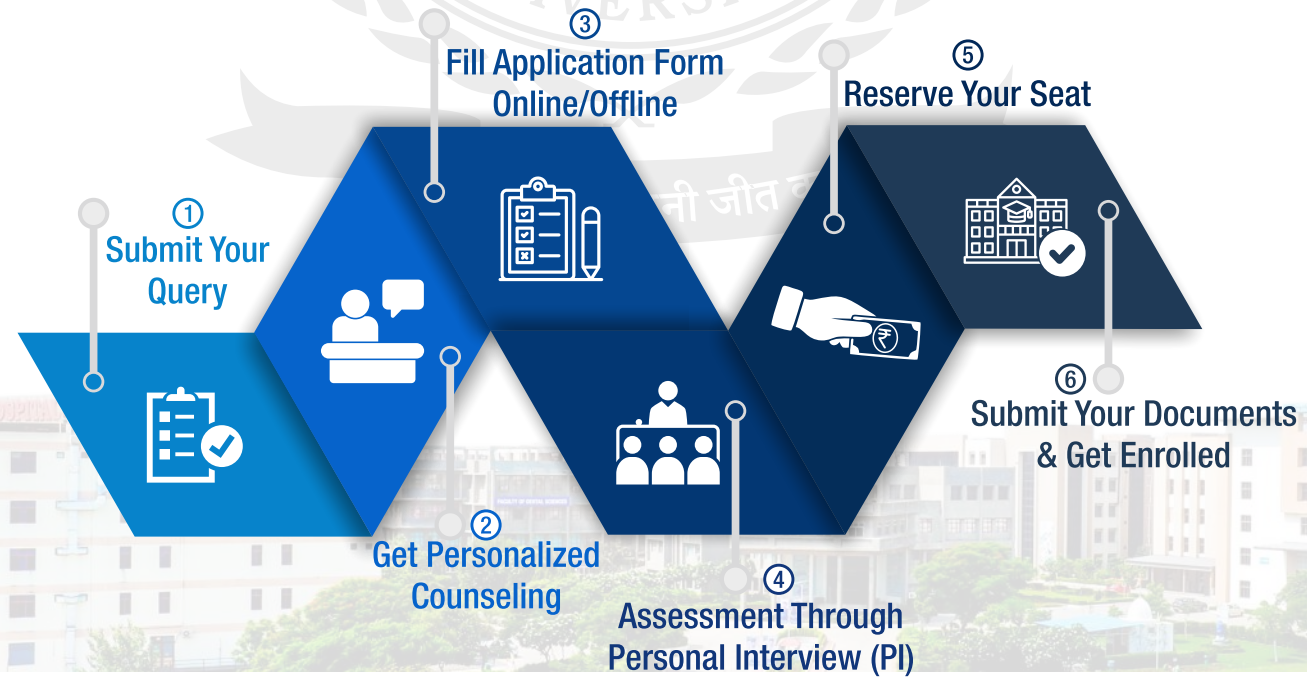 ①
Submit Your
Query
②
Get Personalized
Counseling
③
Fill Application Form
Online/Offline
④
Assessment Through
Personal Interview (PI)
⑤
Reserve Your Seat
₹
⑥
Submit Your Documents
& Get Enrolled
जीत